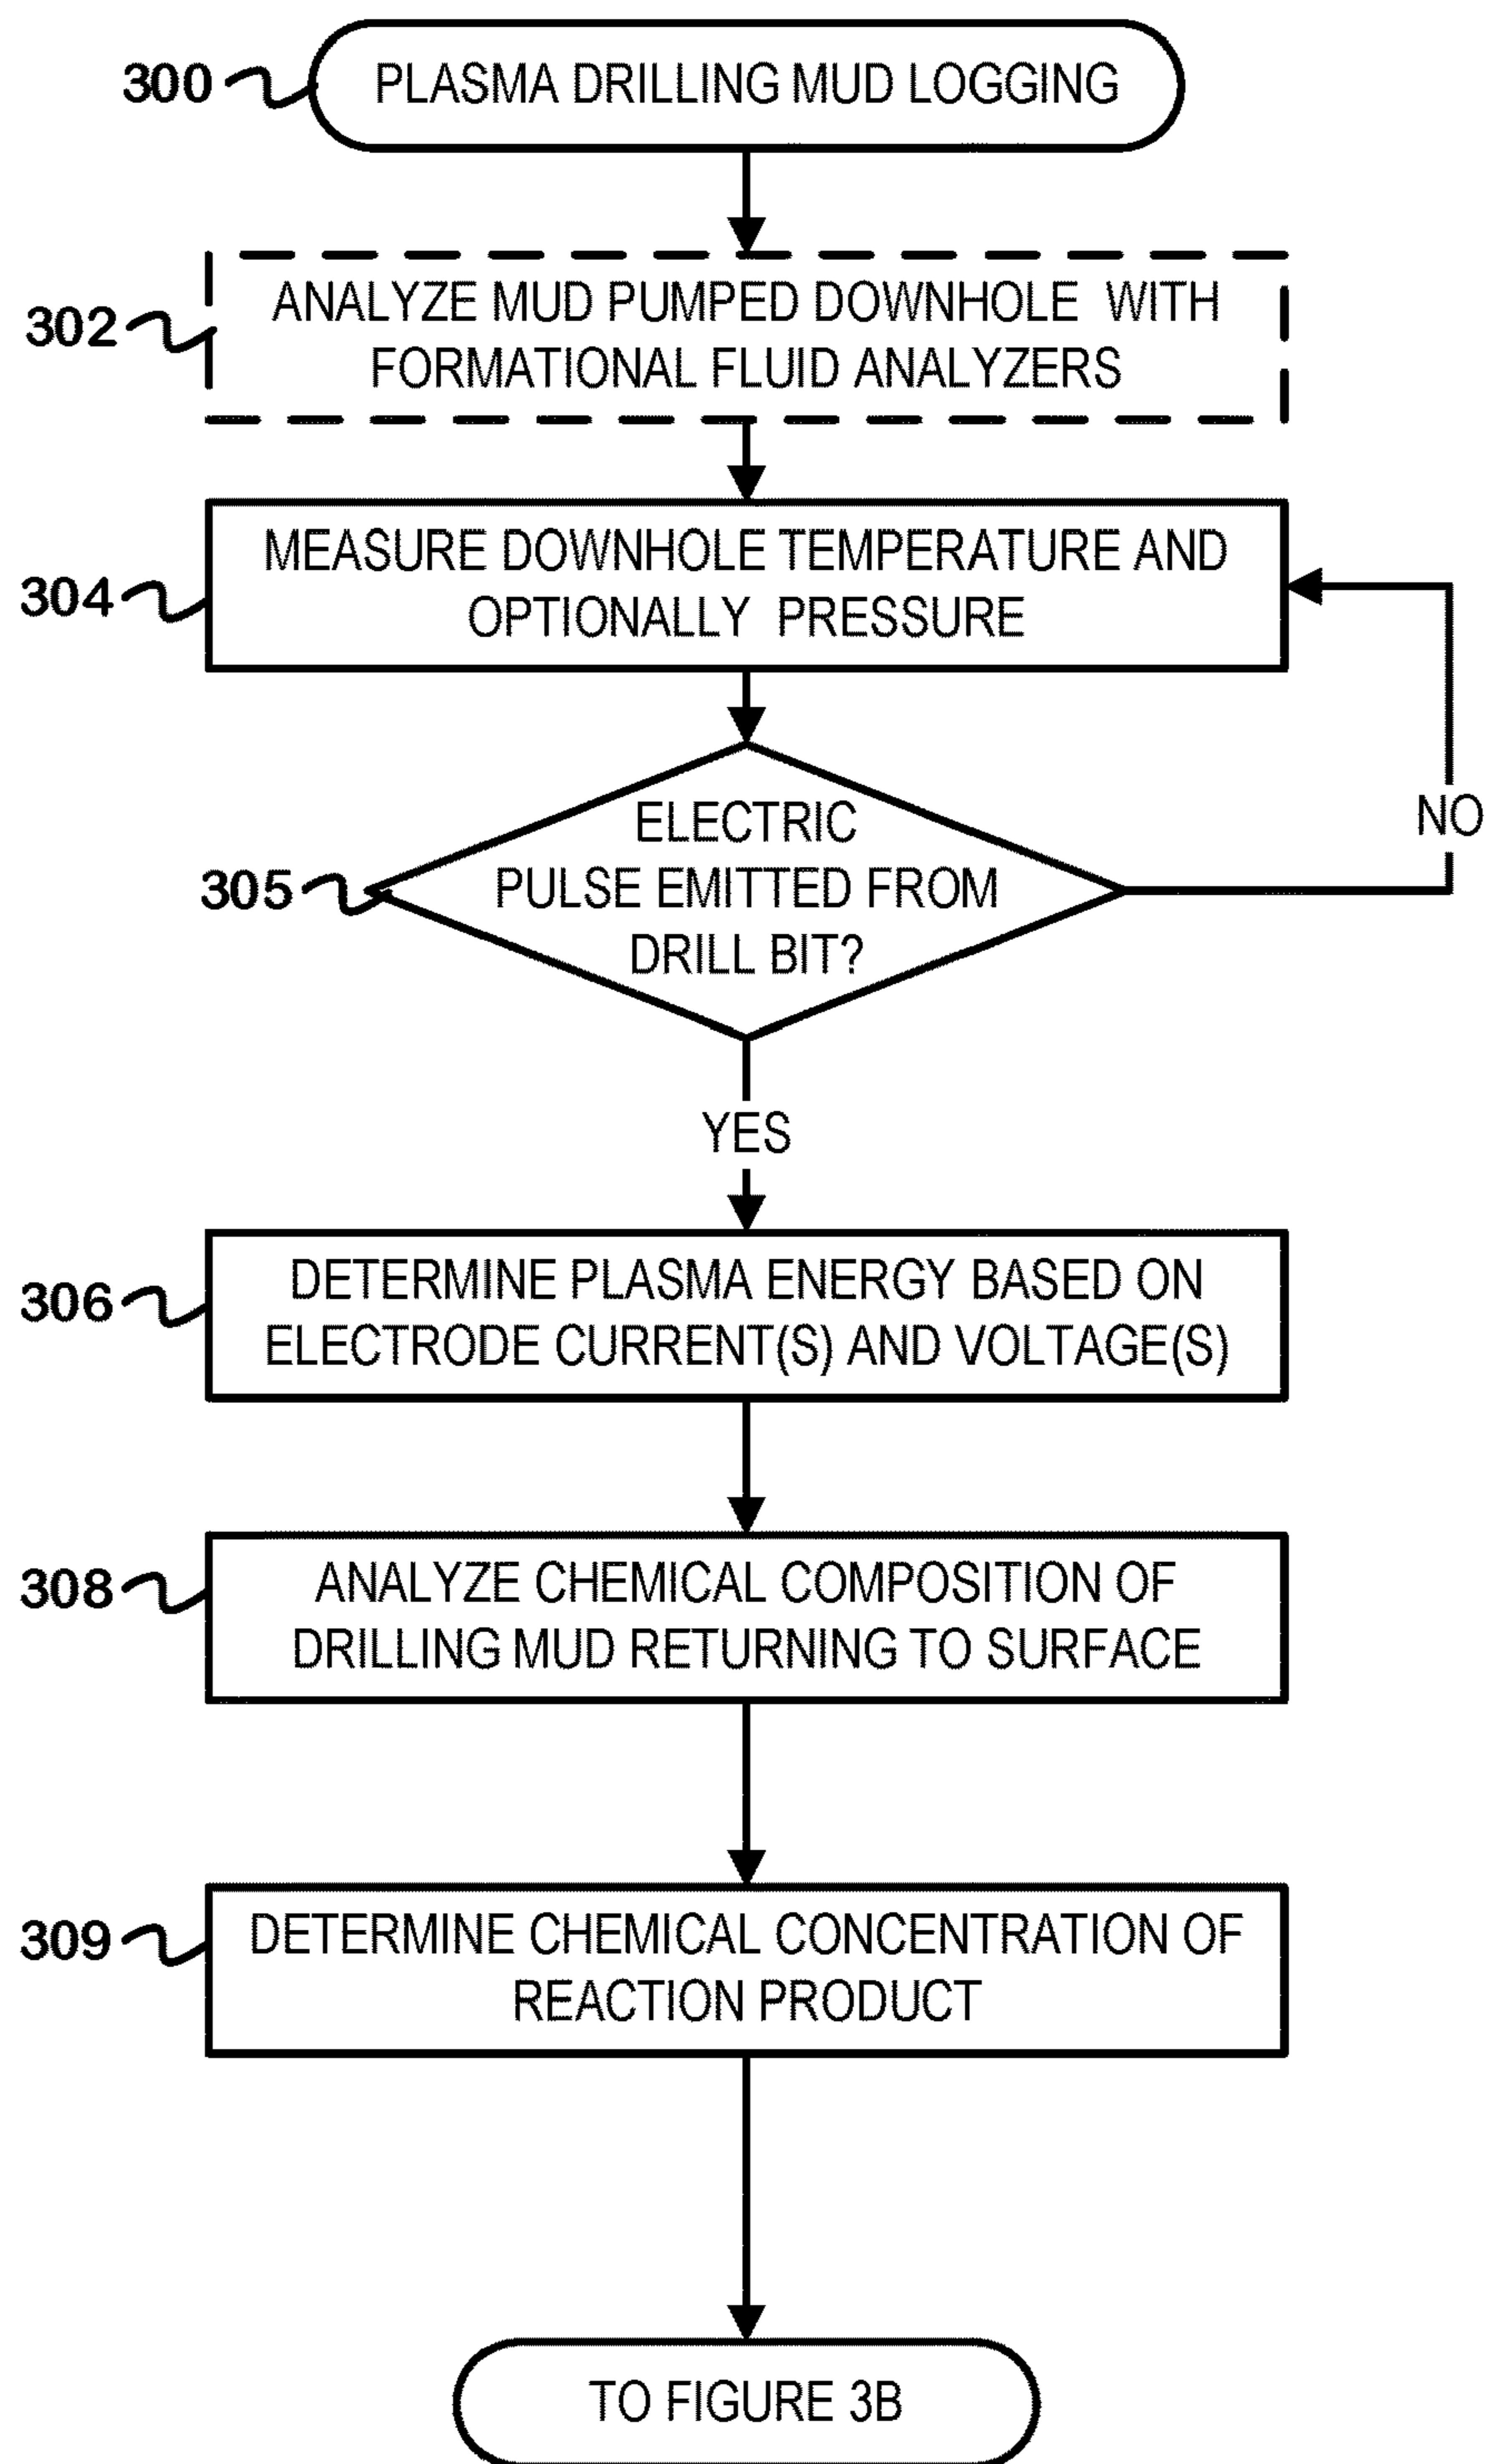 300 PLASMA DRILLING MUD LOGGING
ANALYZE MUD PUMPED DOWNHOLE WITH
302
FORMATIONAL FLUID ANALYZERS
MEASURE DOWNHOLE TEMPERATURE AND
304
OPTIONALLY PRESSURE
ELECTRIC
NO
305 PULSE EMITTED FROM
DRILL BIT?
YES
DETERMINE PLASMA ENERGY BASED ON
306
ELECTRODE CURRENT(S) AND VOLTAGE(S)
ANALYZE CHEMICAL COMPOSITION OF
308
DRILLING MUD RETURNING TO SURFACE
DETERMINE CHEMICAL CONCENTRATION OF
309
REACTION PRODUCT
TO FIGURE 3B